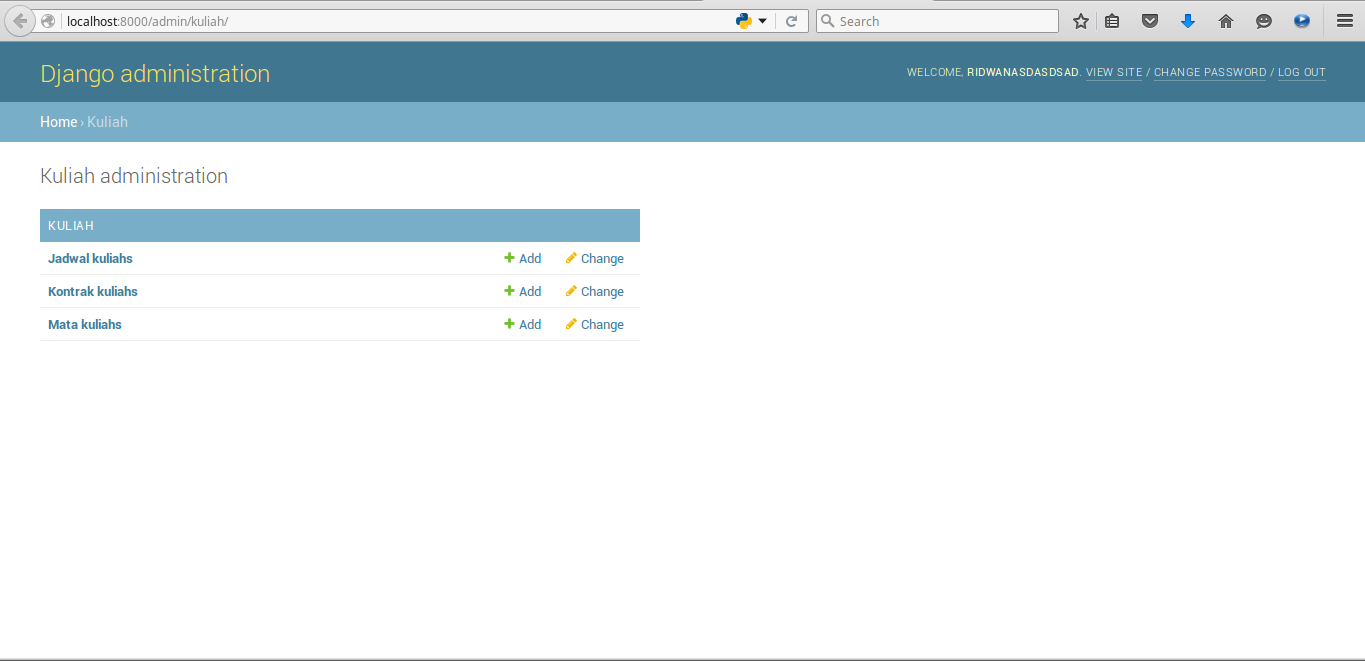 localhost:8000/admin/kuliah/ Search
Django administration WELCOME, RIDWANASDASDSAD. VIEW SITE / CHANGE PASSWORD / LOG OUT
Home › Kuliah
Kuliah administration
KULIAH
Jadwal kuliahs Add Change
Kontrak kuliahs Add Change
Mata kuliahs Add Change